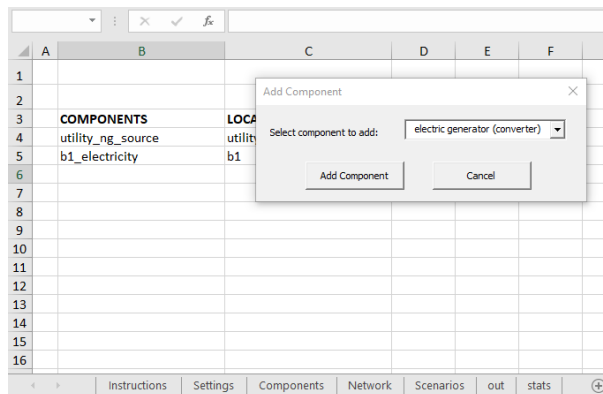 fx
A B C D E F
1
Add Component
2
3 COMPONENTS LOCA
Select component to add: electric generator (converter)
4 utility_ng_source utility
5 b1_electricity b1
6
Add Component Cancel
7
8
9
10
11
12
13
14
15
16
Instructions Settings Components Network Scenarios out stats